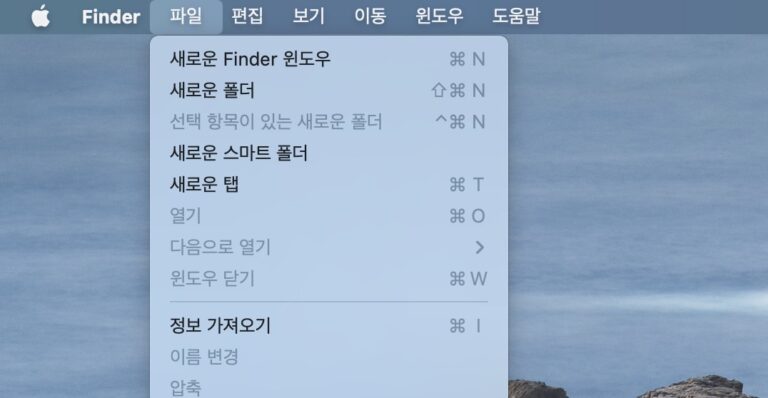 Finder 파일 편집 보기 이동 윈도우 도움말
새로운 Finder 윈도우 ⌘ N
새로운 폴더 ⇧⌘ N
선택 항목이 있는 새로운 폴더 ^⌘ N
새로운 스마트 폴더
새로운 탭 ⌘ T
열기 ⌘ O
다음으로 열기 >
윈도우 닫기 ⌘ W
정보 가져오기 ⌘ I
이름 변경
압축